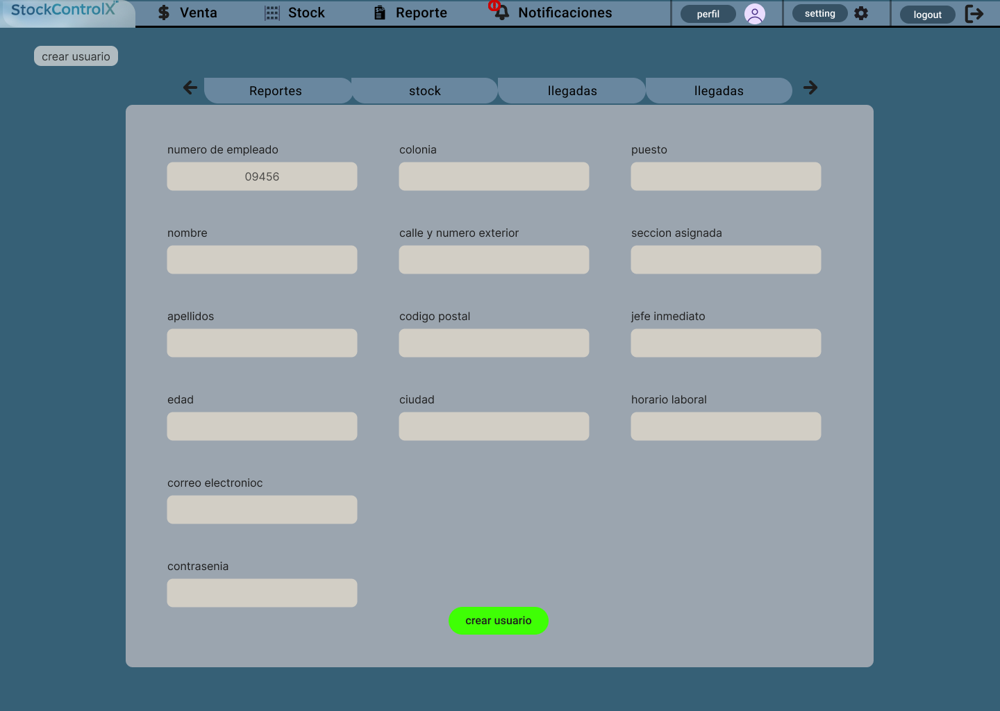 StockControlX
Venta
Stock
Reporte
0
Notificaciones
perfil
setting
logout
crear usuario
Reportes
stock
llegadas
llegadas
numero de empleado
colonia
puesto
09456
nombre
calle y numero exterior
seccion asignada
apellidos
codigo postal
jefe inmediato
edad
ciudad
horario laboral
correo electronioc
contrasenia
crear usuario